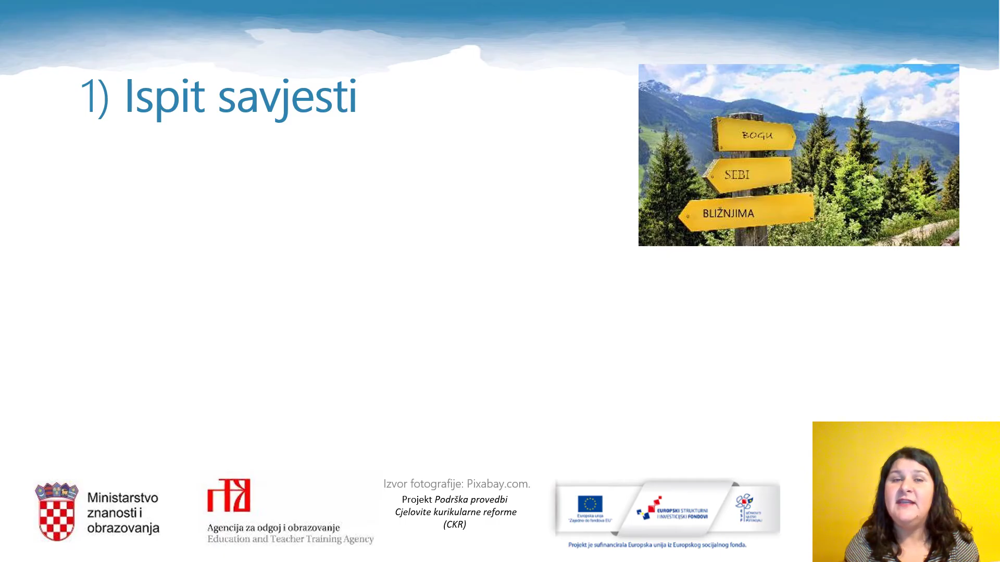 1) Ispit savjesti
BOGU
SEBI
BLIŽNJIMA
Ministarstvo
znanosti i
obrazovanja
Agencija za odgoj i obrazovanje
Education and Teacher Training Agency
Izvor fotografije: Pixabay.com.
Projekt Podrška provedbi
Cjelovite kurikularne reforme
(CKR)
Europska unija
"Zajedno do fondova EU"
EUROPSKI STRUKTURNI
I INVESTICIJSKI FONDOVI
Projekt je sufinancirala Europska unija iz Europskog socijalnog fonda.